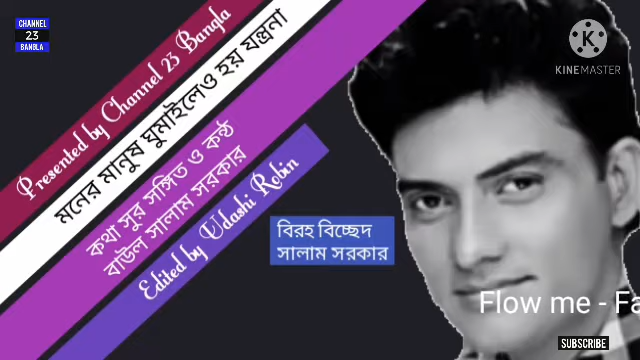 CHANNEL
23
BANGLA
Presented by Channel 23 Bangla
মনের মানুষ ঘুমাইলেও হয় যন্ত্রনা
কথা সুর সঙ্গিত ও কন্ঠ
বাউল সালাম সরকার
Edited by Udashi Robin
বিরহ বিচ্ছেদ
সালাম সরকার
K
KINEMASTER
Flow me - Fa
SUBSCRIBE